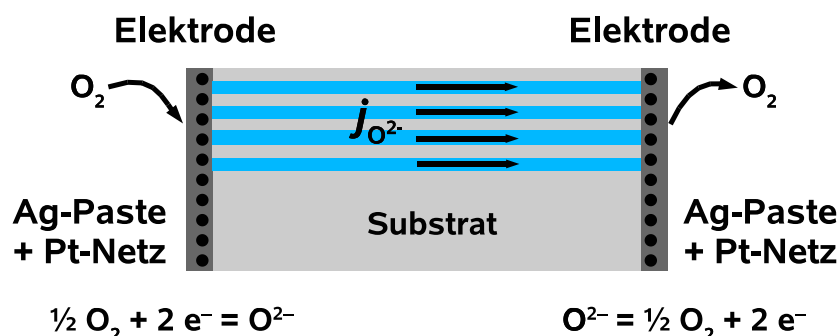 Elektrode
Elektrode
O₂
O₂
j O²⁻
Ag-Paste
+ Pt-Netz
Substrat
Ag-Paste
+ Pt-Netz
½ O₂ + 2 e⁻ = O²⁻
O²⁻ = ½ O₂ + 2 e⁻